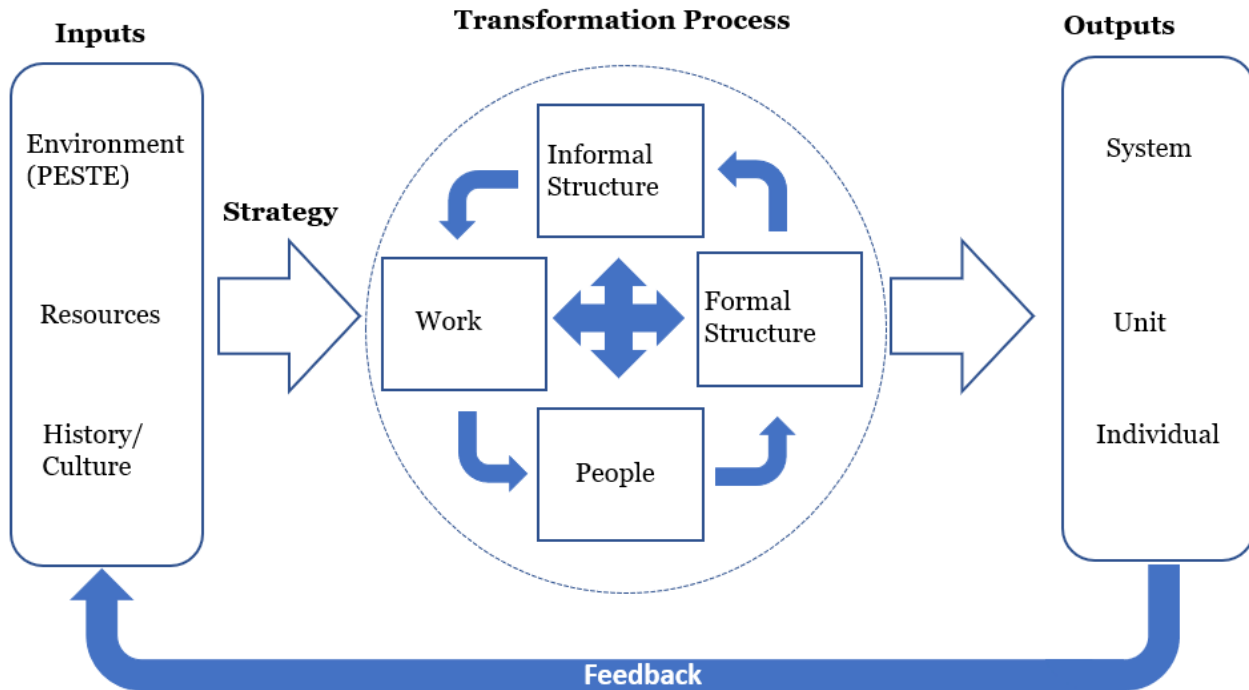 Inputs
Transformation Process
Outputs
Environment
(PESTE)
Resources
History/
Culture
Strategy
Informal
Structure
Work
Formal
Structure
People
System
Unit
Individual
Feedback